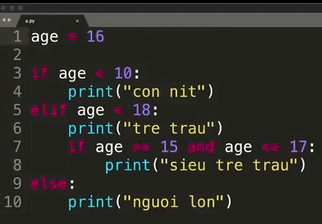 x.py
1 age = 16
2
3 if age < 10:
4     print("con nit")
5 elif age < 18:
6     print("tre trau")
7     if age >= 15 and age <= 17:
8         print("sieu tre trau")
9 else:
10     print("nguoi lon")